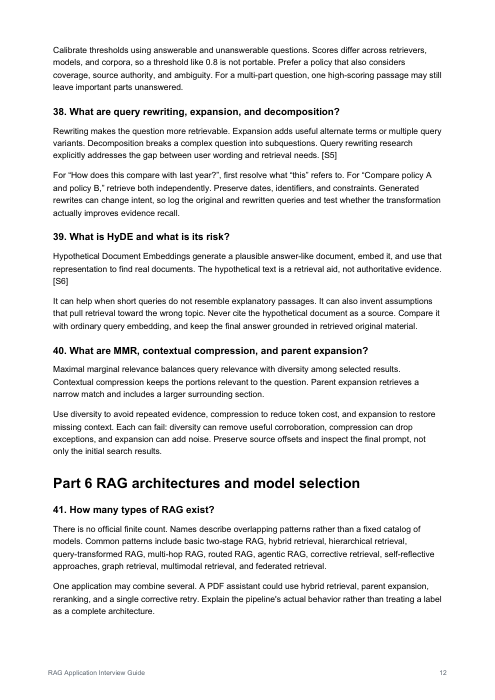 Calibrate thresholds using answerable and unanswerable questions. Scores differ across retrievers,
models, and corpora, so a threshold like 0.8 is not portable. Prefer a policy that also considers
coverage, source authority, and ambiguity. For a multi-part question, one high-scoring passage may still
leave important parts unanswered.
38. What are query rewriting, expansion, and decomposition?
Rewriting makes the question more retrievable. Expansion adds useful alternate terms or multiple query
variants. Decomposition breaks a complex question into subquestions. Query rewriting research
explicitly addresses the gap between user wording and retrieval needs. [S5]
For “How does this compare with last year?”, first resolve what “this” refers to. For “Compare policy A
and policy B,” retrieve both independently. Preserve dates, identifiers, and constraints. Generated
rewrites can change intent, so log the original and rewritten queries and test whether the transformation
actually improves evidence recall.
39. What is HyDE and what is its risk?
Hypothetical Document Embeddings generate a plausible answer-like document, embed it, and use that
representation to find real documents. The hypothetical text is a retrieval aid, not authoritative evidence.
[S6]
It can help when short queries do not resemble explanatory passages. It can also invent assumptions
that pull retrieval toward the wrong topic. Never cite the hypothetical document as a source. Compare it
with ordinary query embedding, and keep the final answer grounded in retrieved original material.
40. What are MMR, contextual compression, and parent expansion?
Maximal marginal relevance balances query relevance with diversity among selected results.
Contextual compression keeps the portions relevant to the question. Parent expansion retrieves a
narrow match and includes a larger surrounding section.
Use diversity to avoid repeated evidence, compression to reduce token cost, and expansion to restore
missing context. Each can fail: diversity can remove useful corroboration, compression can drop
exceptions, and expansion can add noise. Preserve source offsets and inspect the final prompt, not
only the initial search results.
Part 6 RAG architectures and model selection
41. How many types of RAG exist?
There is no official finite count. Names describe overlapping patterns rather than a fixed catalog of
models. Common patterns include basic two-stage RAG, hybrid retrieval, hierarchical retrieval,
query-transformed RAG, multi-hop RAG, routed RAG, agentic RAG, corrective retrieval, self-reflective
approaches, graph retrieval, multimodal retrieval, and federated retrieval.
One application may combine several. A PDF assistant could use hybrid retrieval, parent expansion,
reranking, and a single corrective retry. Explain the pipeline's actual behavior rather than treating a label
as a complete architecture.
RAG Application Interview Guide
12